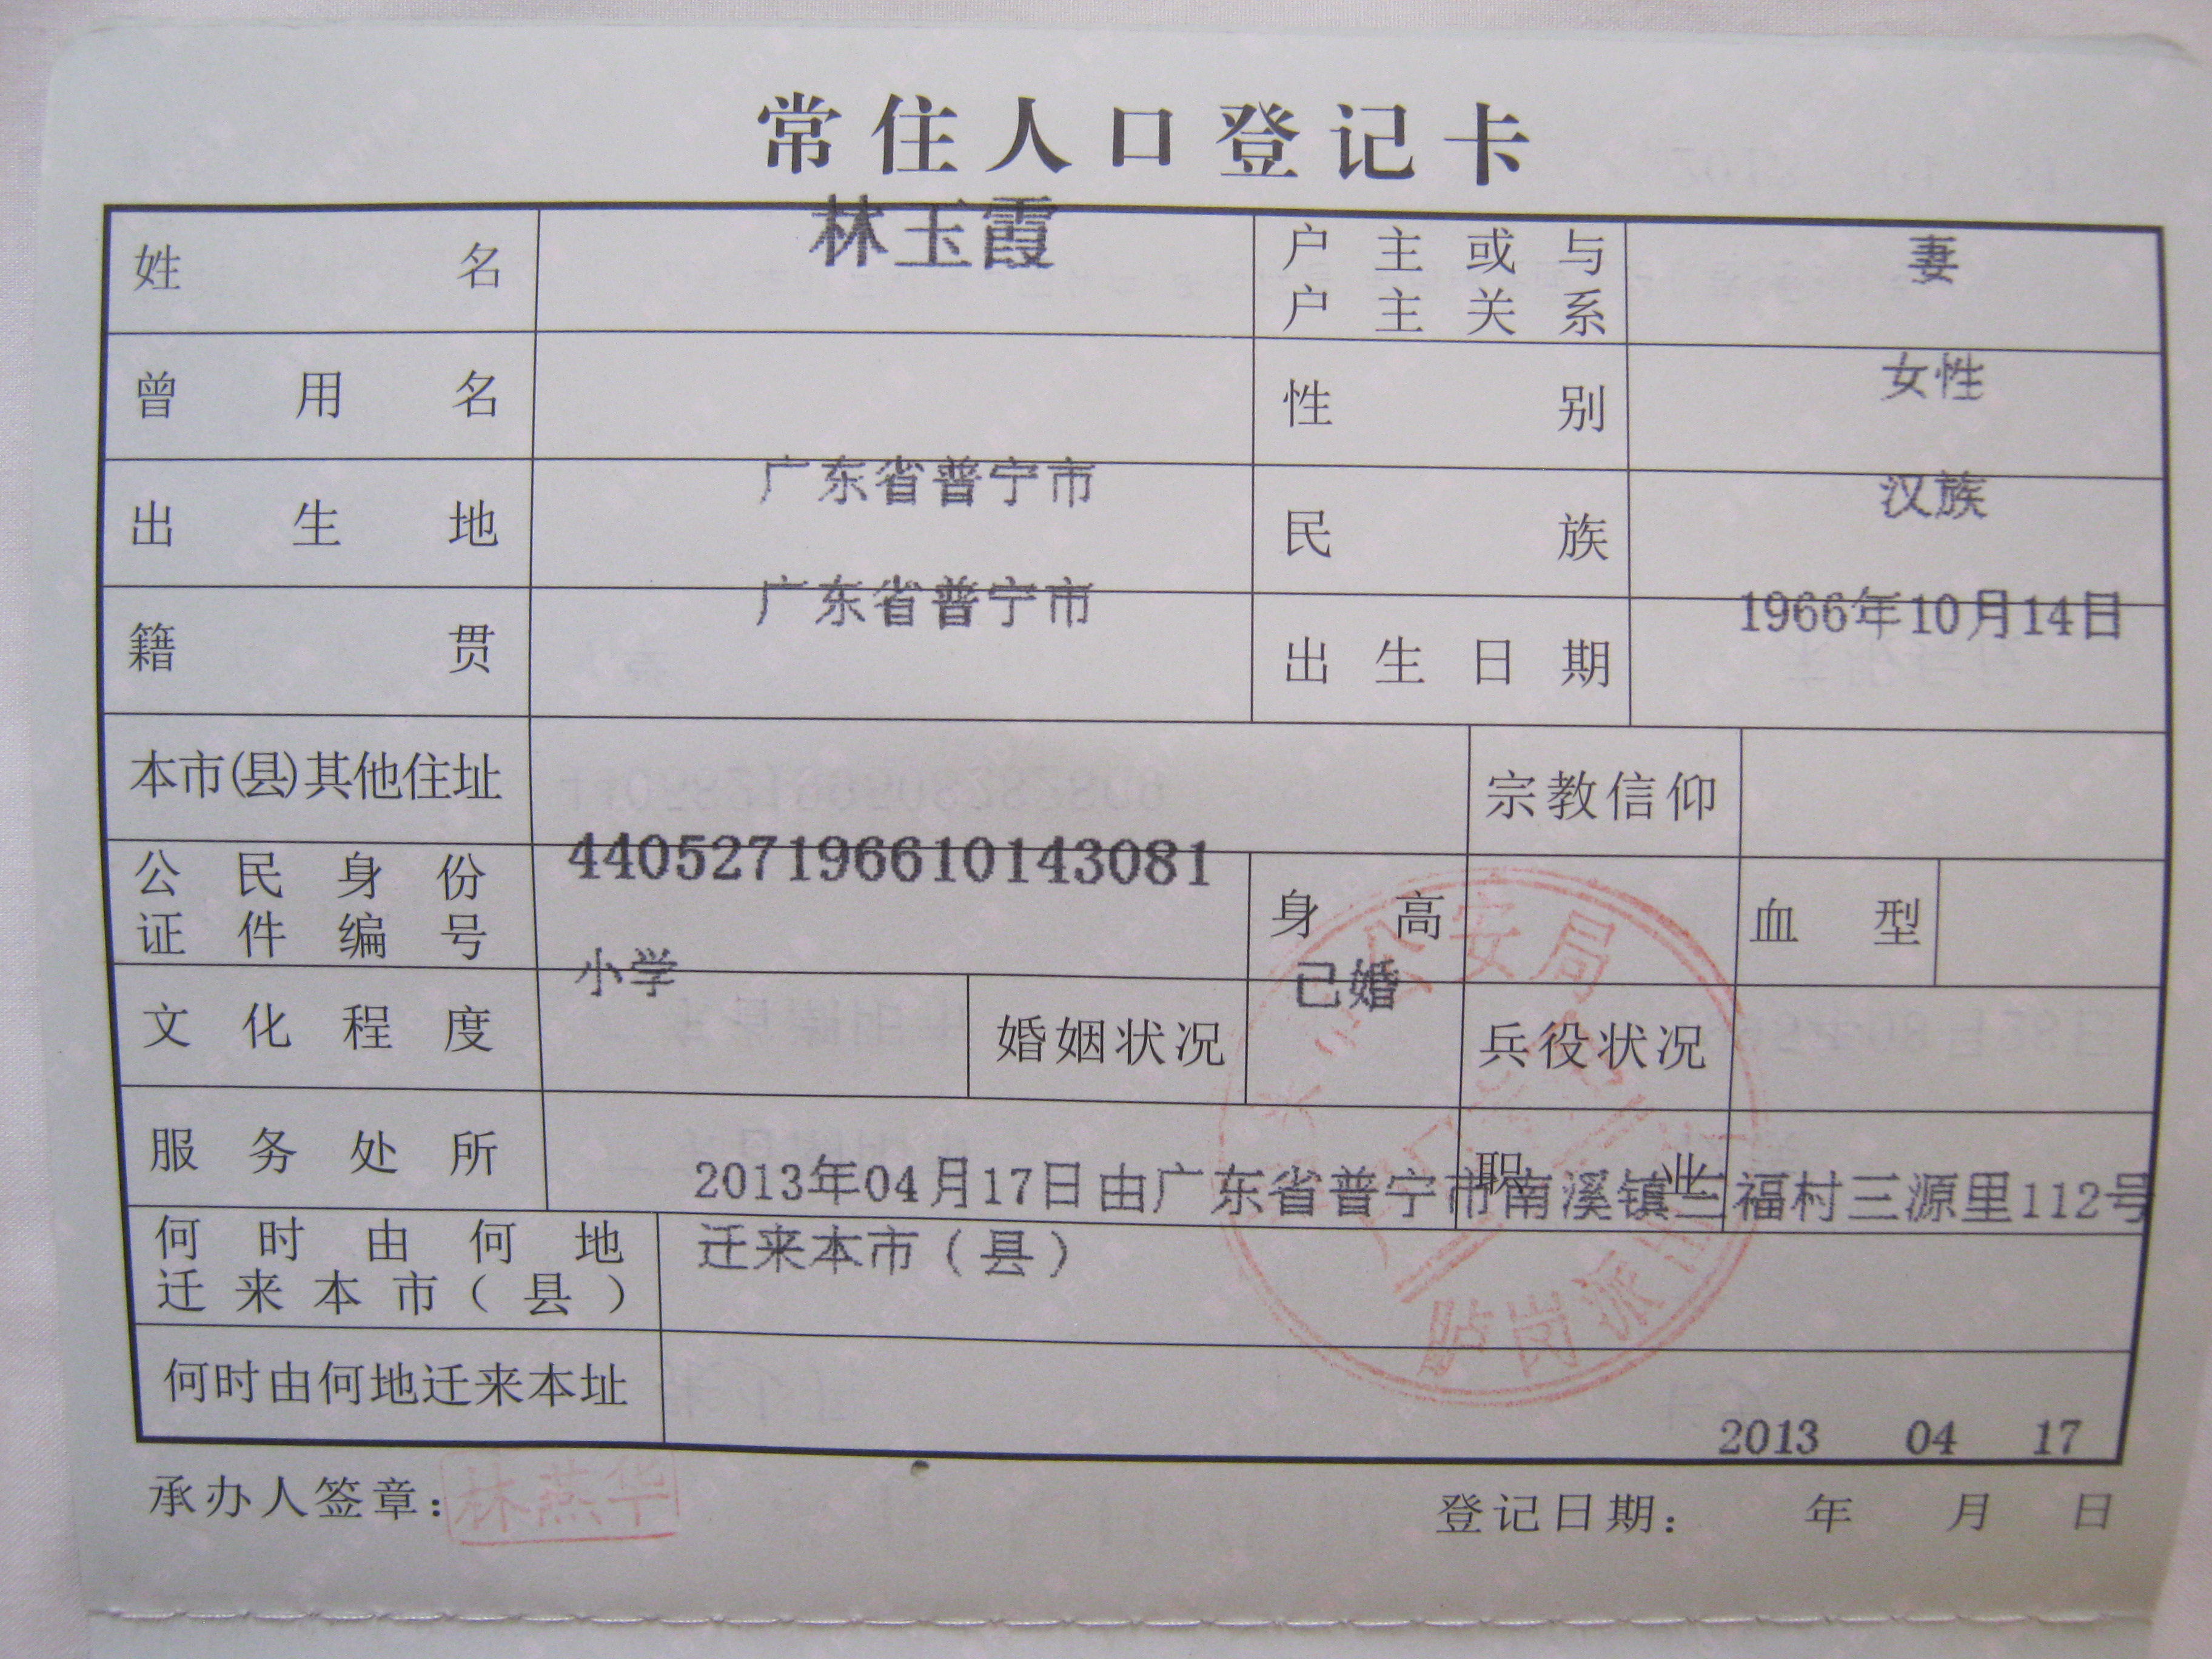 常住人口登记卡
姓名 林玉霞 户主或与户主关系 妻
曾用名 性别 女性
出生地 广东省普宁市 民族 汉族
籍贯 广东省普宁市 出生日期 1966年10月14日
本市(县)其他住址 宗教信仰
公民身份证件编号 440527196610143081 身高 血型
文化程度 小学 婚姻状况 已婚 兵役状况
服务处所 职业
何时由何地迁来本市(县) 2013年04月17日由广东省普宁市南溪镇三福村三源里112号
迁来本市(县)
何时由何地迁来本址
2013 04 17
承办人签章: 林燕华 登记日期: 年 月 日
公安局
派出